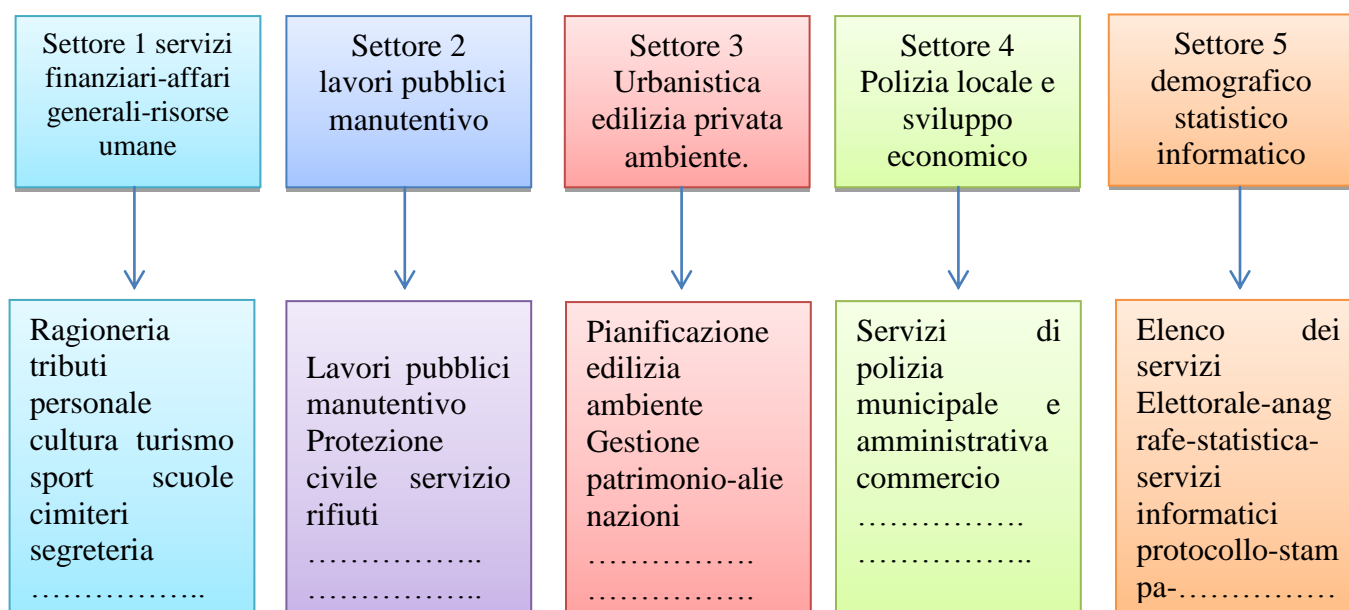 Settore 1 servizi
finanziari-affari
generali-risorse
umane
Settore 2
lavori pubblici
manutentivo
Settore 3
Urbanistica
edilizia privata
ambiente.
Settore 4
Polizia locale e
sviluppo
economico
Settore 5
demografico
statistico
informatico
Ragioneria
tributi
personale
cultura turismo
sport scuole
cimiteri
segreteria
……………..
Lavori pubblici
manutentivo
Protezione
civile servizio
rifiuti
……………..
……………..
Pianificazione
edilizia
ambiente
Gestione
patrimonio-alie
nazioni
…………….
…………….
Servizi di
polizia
municipale e
amministrativa
commercio
…………….
……………..
Elenco dei
servizi
Elettorale-anag
rafe-statistica-
servizi
informatici
protocollo-stam
pa-……………